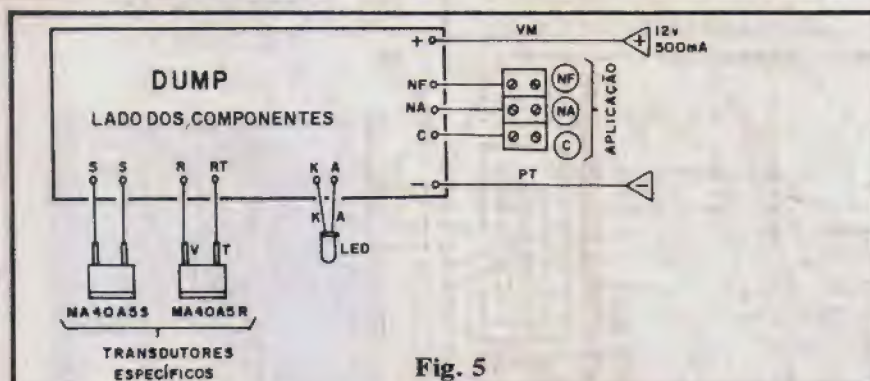 + VM + 12v
500mA
DUMP
LADO DOS COMPONENTES
NF NF
NA NA
C C
APLICAÇÃO
S S R RT K A
- PT -
K A
V T
LED
MA40A5S MA40A5R
TRANSDUTORES
ESPECÍFICOS
Fig. 5